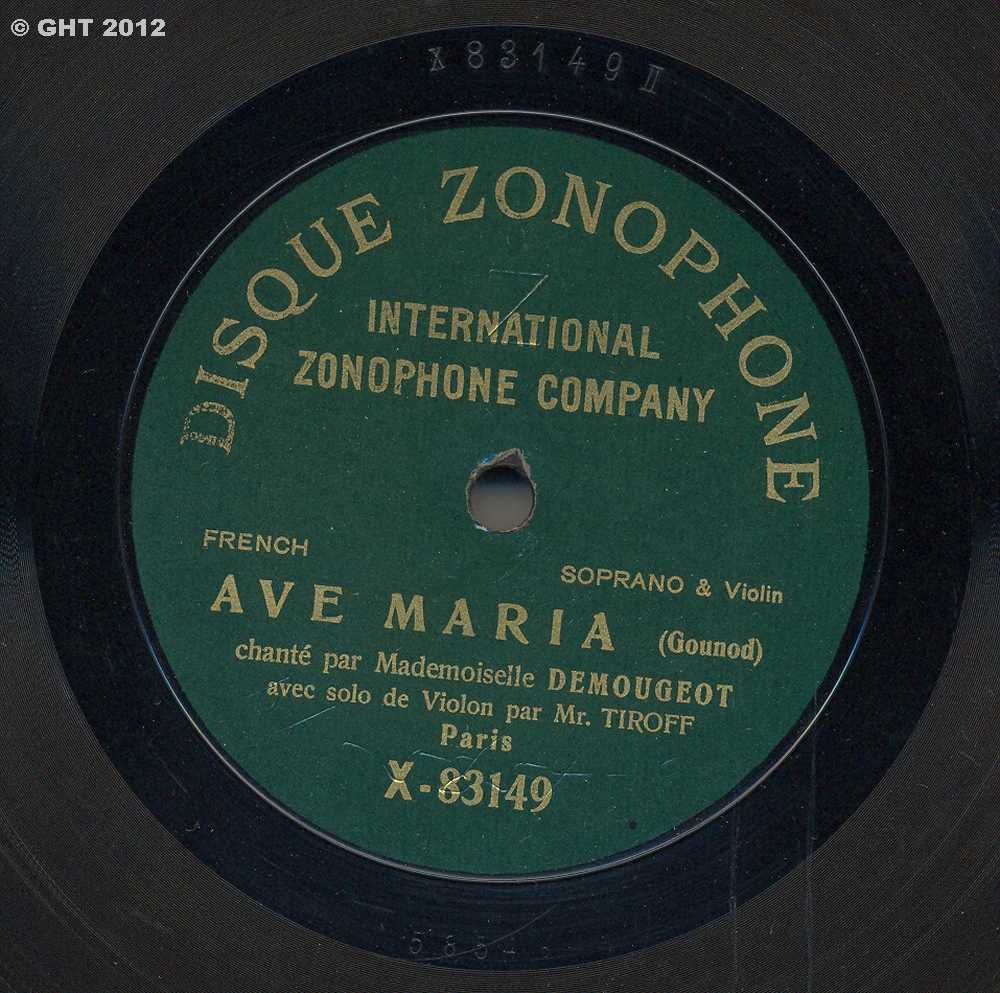 © GHT 2012
X83149 II
DISQUE ZONOPHONE
INTERNATIONAL
ZONOPHONE COMPANY
FRENCH
SOPRANO & Violin
AVE MARIA (Gounod)
chanté par Mademoiselle DEMOUGEOT
avec solo de Violon par Mr. TIROFF
Paris
X-83149